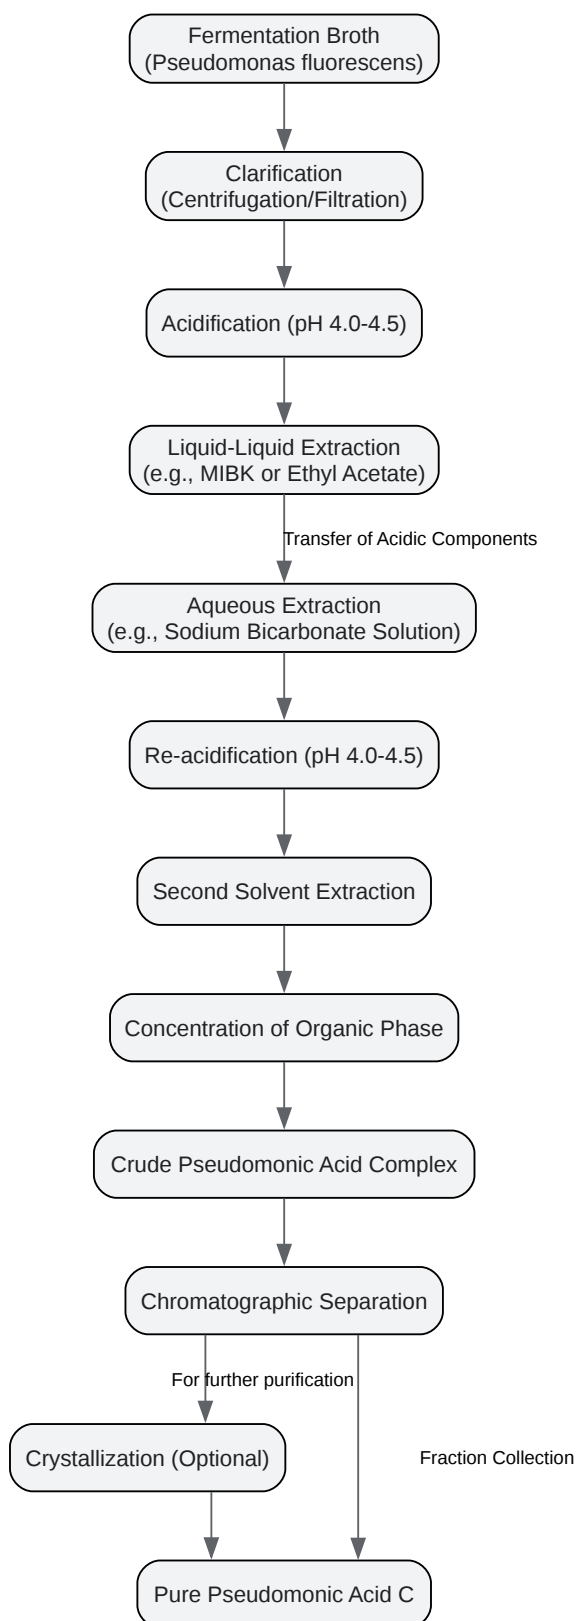 Fermentation Broth
(Pseudomonas fluorescens)
Clarification
(Centrifugation/Filtration)
Acidification (pH 4.0-4.5)
Liquid-Liquid Extraction
(e.g., MIBK or Ethyl Acetate)
Transfer of Acidic Components
Aqueous Extraction
(e.g., Sodium Bicarbonate Solution)
Re-acidification (pH 4.0-4.5)
Second Solvent Extraction
Concentration of Organic Phase
Crude Pseudomonic Acid Complex
Chromatographic Separation
For further purification
Crystallization (Optional)
Fraction Collection
Pure Pseudomonic Acid C